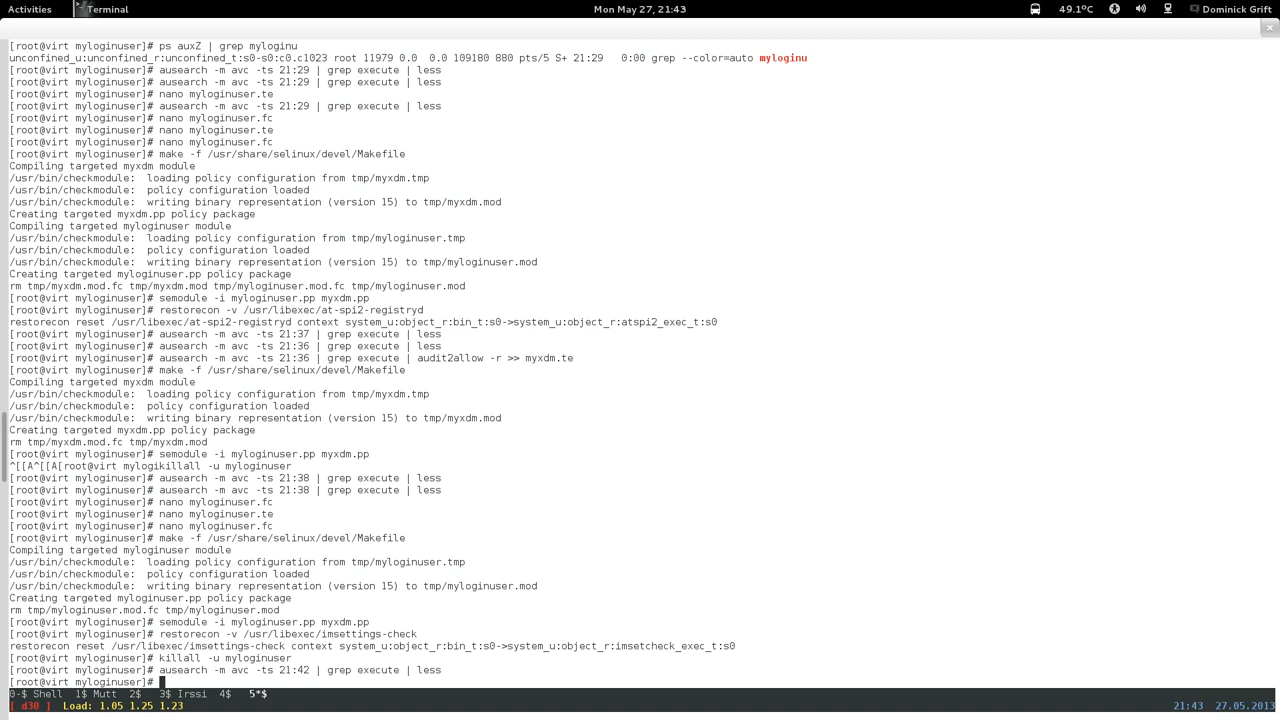 Activities Terminal Mon May 27, 21:43 49.1ºC Dominick Grift
[root@virt myloginuser]# ps auxZ | grep myloginu
unconfined_u:unconfined_r:unconfined_t:s0-s0:c0.c1023 root 11979 0.0  0.0 109180 880 pts/5 S+ 21:29   0:00 grep --color=auto myloginu
[root@virt myloginuser]# ausearch -m avc -ts 21:29 | grep execute | less
[root@virt myloginuser]# ausearch -m avc -ts 21:29 | grep execute | less
[root@virt myloginuser]# nano myloginuser.te
[root@virt myloginuser]# ausearch -m avc -ts 21:29 | grep execute | less
[root@virt myloginuser]# nano myloginuser.fc
[root@virt myloginuser]# nano myloginuser.te
[root@virt myloginuser]# nano myloginuser.fc
[root@virt myloginuser]# make -f /usr/share/selinux/devel/Makefile
Compiling targeted myxdm module
/usr/bin/checkmodule:  loading policy configuration from tmp/myxdm.tmp
/usr/bin/checkmodule:  policy configuration loaded
/usr/bin/checkmodule:  writing binary representation (version 15) to tmp/myxdm.mod
Creating targeted myxdm.pp policy package
Compiling targeted myloginuser module
/usr/bin/checkmodule:  loading policy configuration from tmp/myloginuser.tmp
/usr/bin/checkmodule:  policy configuration loaded
/usr/bin/checkmodule:  writing binary representation (version 15) to tmp/myloginuser.mod
Creating targeted myloginuser.pp policy package
rm tmp/myxdm.mod.fc tmp/myxdm.mod tmp/myloginuser.mod.fc tmp/myloginuser.mod
[root@virt myloginuser]# semodule -i myloginuser.pp myxdm.pp
[root@virt myloginuser]# restorecon -v /usr/libexec/at-spi2-registryd
restorecon reset /usr/libexec/at-spi2-registryd context system_u:object_r:bin_t:s0->system_u:object_r:atspi2_exec_t:s0
[root@virt myloginuser]# ausearch -m avc -ts 21:37 | grep execute | less
[root@virt myloginuser]# ausearch -m avc -ts 21:36 | grep execute | less
[root@virt myloginuser]# ausearch -m avc -ts 21:36 | grep execute | audit2allow -r >> myxdm.te
[root@virt myloginuser]# make -f /usr/share/selinux/devel/Makefile
Compiling targeted myxdm module
/usr/bin/checkmodule:  loading policy configuration from tmp/myxdm.tmp
/usr/bin/checkmodule:  policy configuration loaded
/usr/bin/checkmodule:  writing binary representation (version 15) to tmp/myxdm.mod
Creating targeted myxdm.pp policy package
rm tmp/myxdm.mod.fc tmp/myxdm.mod
[root@virt myloginuser]# semodule -i myloginuser.pp myxdm.pp
^[[A^[[A[root@virt mylogikillall -u myloginuser
[root@virt myloginuser]# ausearch -m avc -ts 21:38 | grep execute | less
[root@virt myloginuser]# ausearch -m avc -ts 21:38 | grep execute | less
[root@virt myloginuser]# nano myloginuser.fc
[root@virt myloginuser]# nano myloginuser.te
[root@virt myloginuser]# nano myloginuser.fc
[root@virt myloginuser]# make -f /usr/share/selinux/devel/Makefile
Compiling targeted myloginuser module
/usr/bin/checkmodule:  loading policy configuration from tmp/myloginuser.tmp
/usr/bin/checkmodule:  policy configuration loaded
/usr/bin/checkmodule:  writing binary representation (version 15) to tmp/myloginuser.mod
Creating targeted myloginuser.pp policy package
rm tmp/myloginuser.mod.fc tmp/myloginuser.mod
[root@virt myloginuser]# semodule -i myloginuser.pp myxdm.pp
[root@virt myloginuser]# restorecon -v /usr/libexec/imsettings-check
restorecon reset /usr/libexec/imsettings-check context system_u:object_r:bin_t:s0->system_u:object_r:imsetcheck_exec_t:s0
[root@virt myloginuser]# killall -u myloginuser
[root@virt myloginuser]# ausearch -m avc -ts 21:42 | grep execute | less
[root@virt myloginuser]#
0-$ Shell  1$ Mutt  2$   3$ Irssi  4$   5*$
[ d30 ]  Load: 1.05 1.25 1.23 21:43  27.05.2013